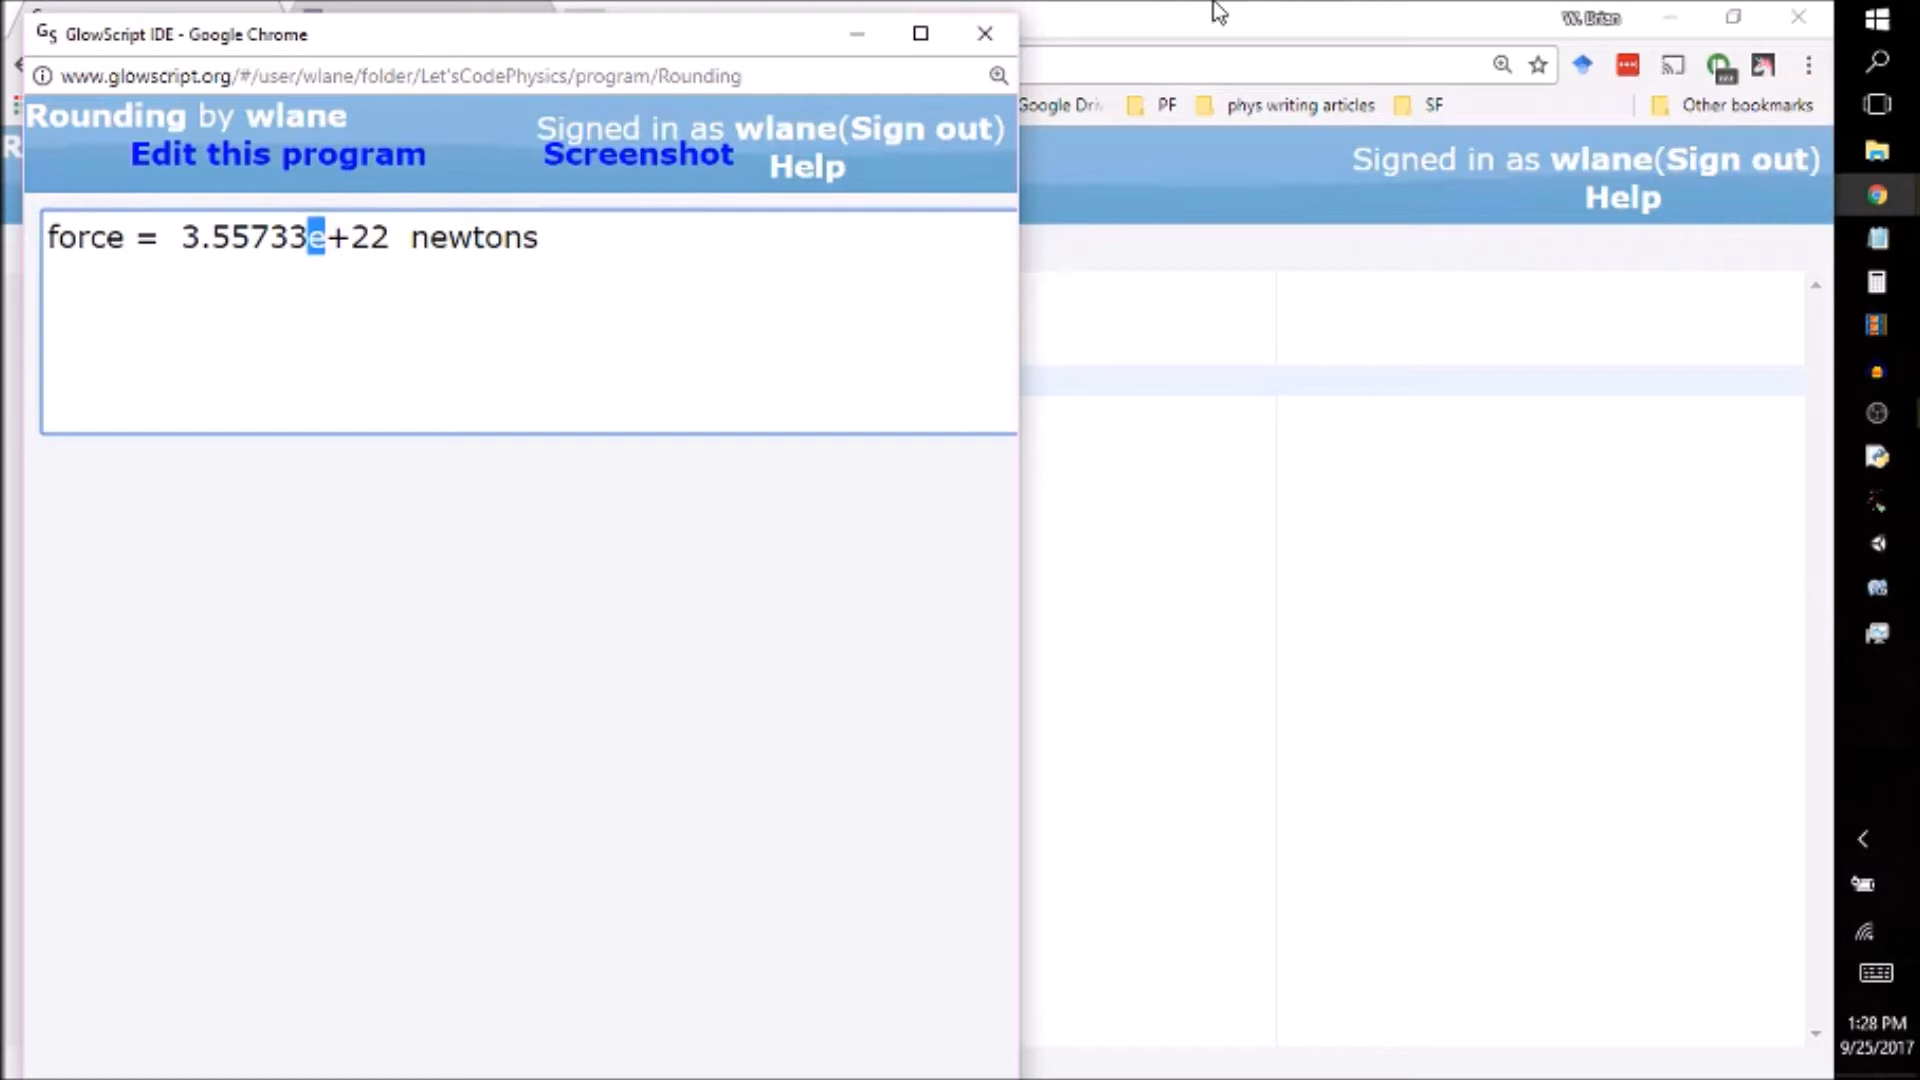 GlowScript IDE - Google Chrome
W. Brian
www.glowscript.org/#/user/wlane/folder/Let'sCodePhysics/program/Rounding
Google Driv
PF
phys writing articles
SF
Other bookmarks
Rounding by wlane
Signed in as wlane(Sign out)
Edit this program
Screenshot
Help
R
Signed in as wlane(Sign out)
Help
force = 3.55733e+22 newtons
1:28 PM
9/25/2017